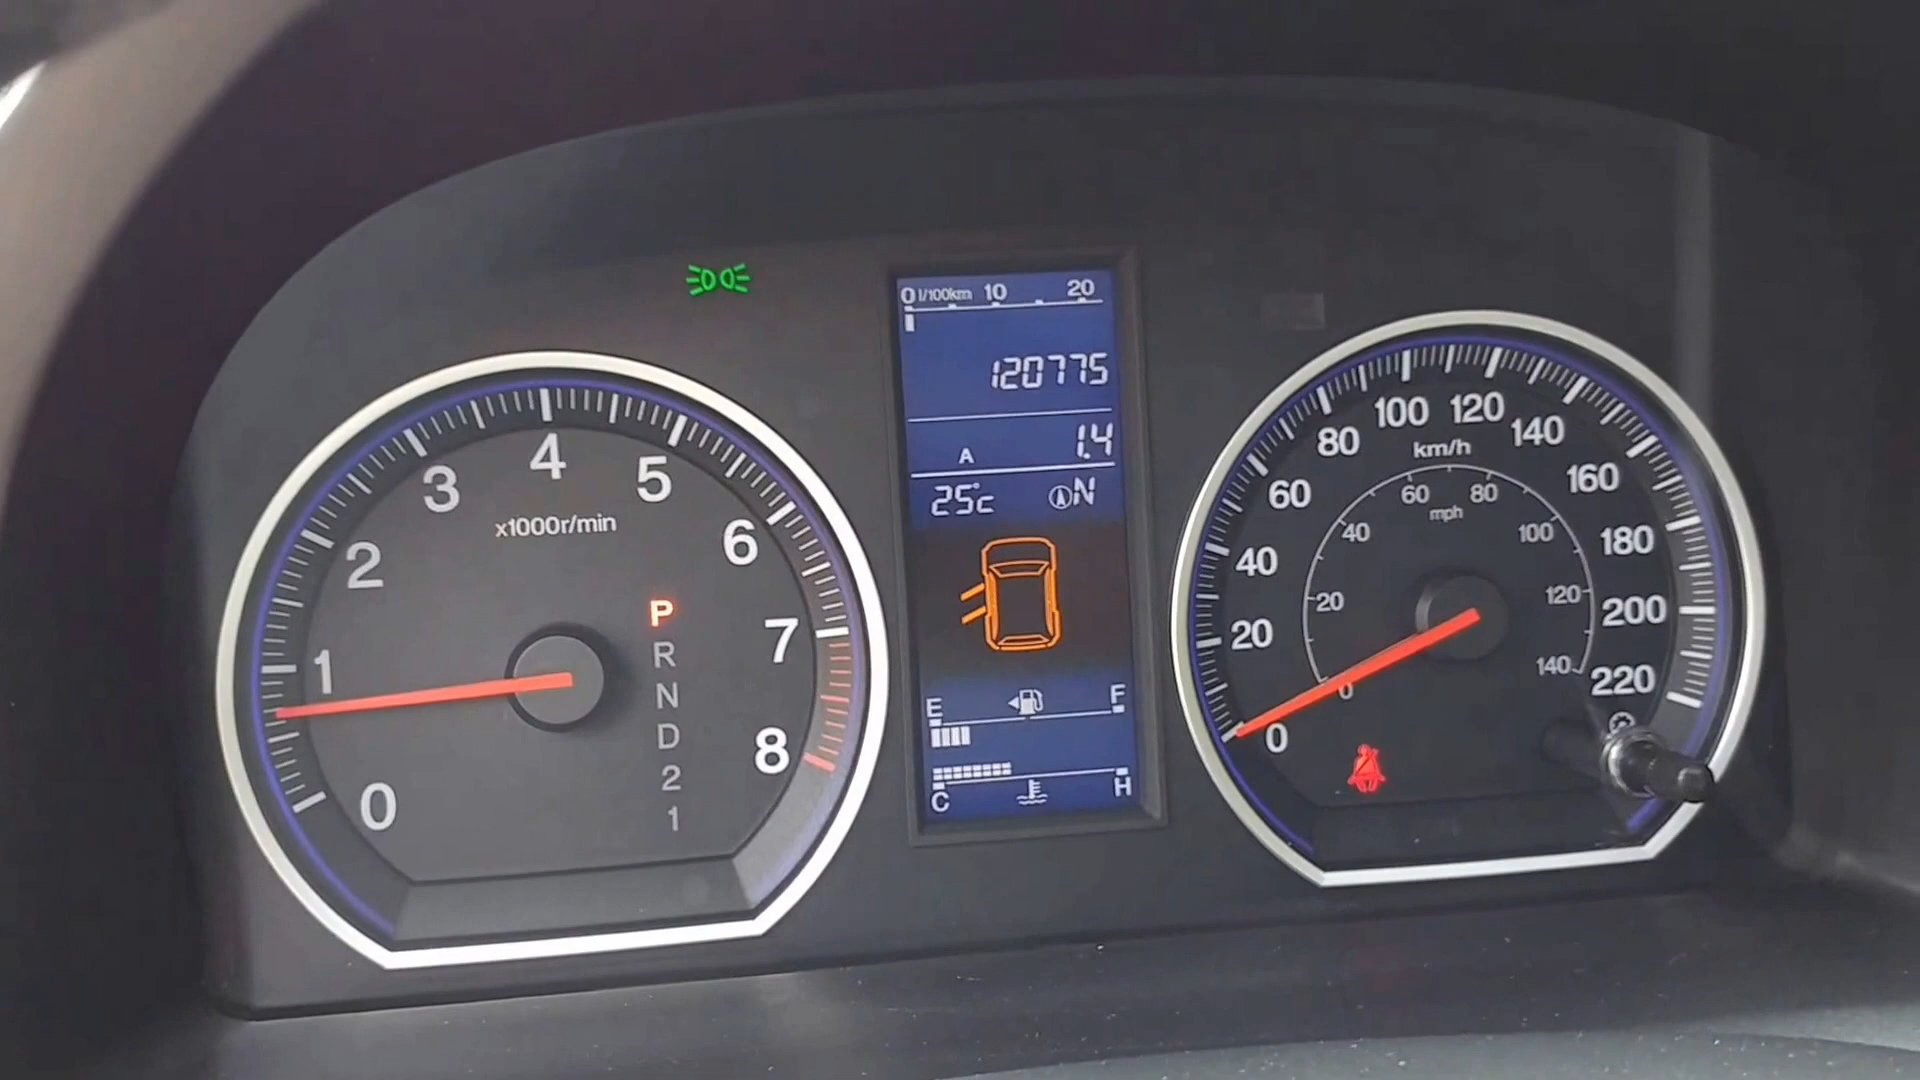 0 1 2 3 4 5 6 7 8
x1000r/min
P
R
N
D
2
1
0 l/100km 10 20
120775
A 1.4
25°c N
E F
C H
0 20 40 60 80 100 120 140 160 180 200 220
km/h
0 20 40 60 80 100 120 140
mph